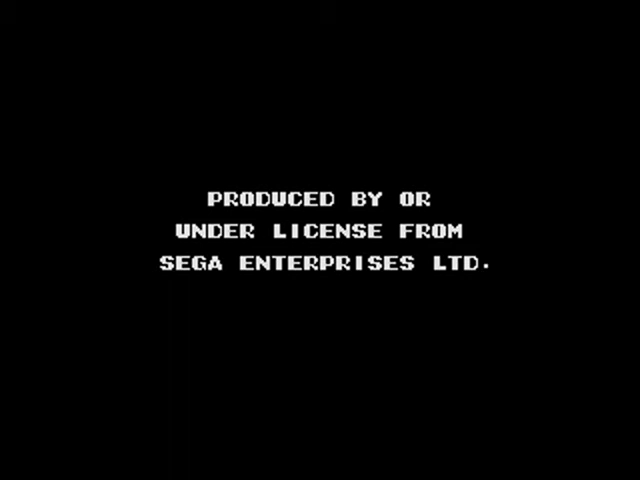 PRODUCED BY OR
UNDER LICENSE FROM
SEGA ENTERPRISES LTD.